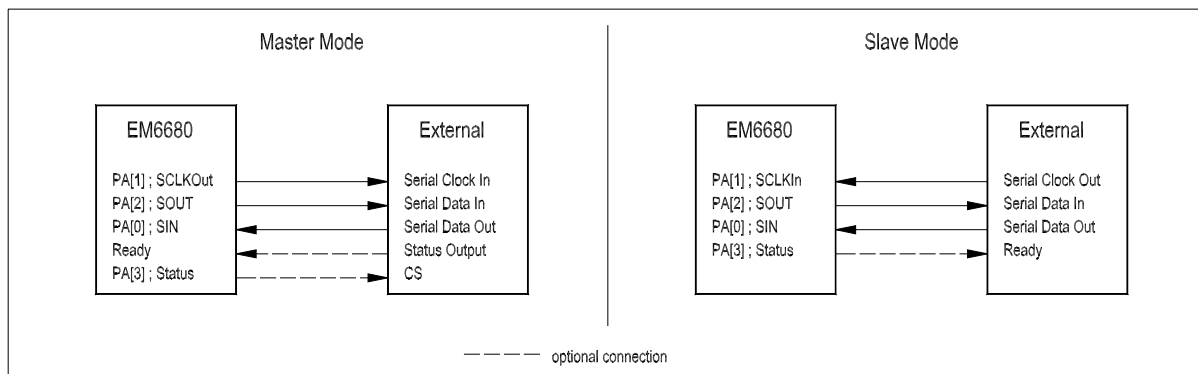 Master Mode
EM6680
PA[1] ; SCLKOut
PA[2] ; SOUT
PA[0] ; SIN
Ready
PA[3] ; Status
External
Serial Clock In
Serial Data In
Serial Data Out
Status Output
CS
Slave Mode
EM6680
PA[1] ; SCLKIn
PA[2] ; SOUT
PA[0] ; SIN
PA[3] ; Status
External
Serial Clock Out
Serial Data In
Serial Data Out
Ready
optional connection